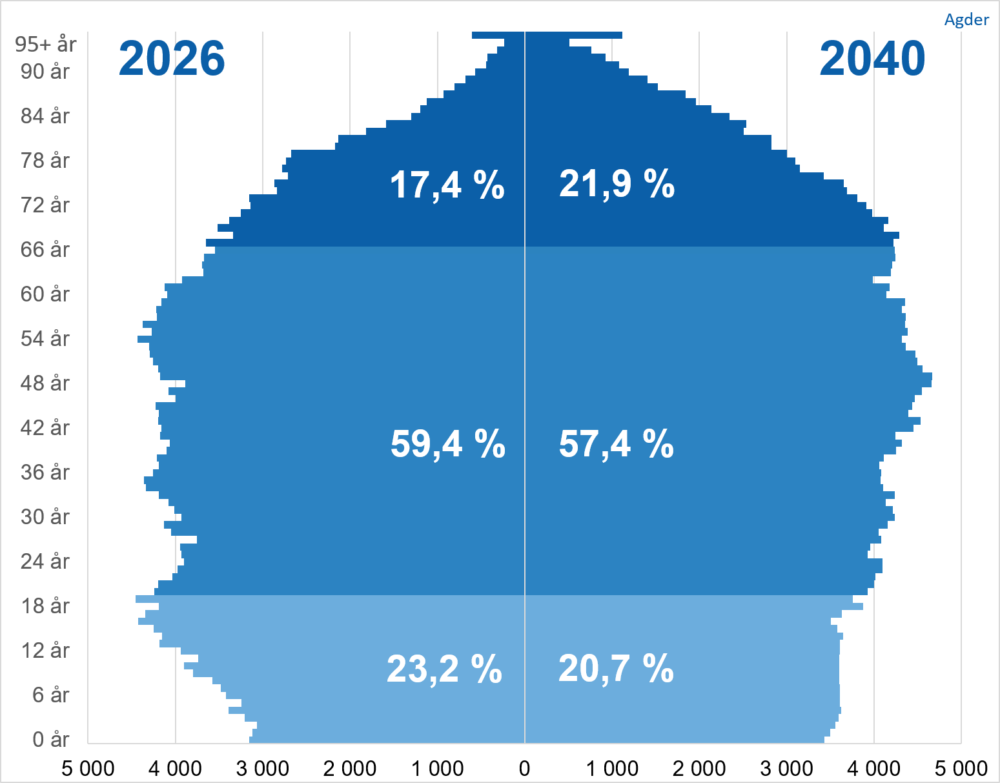 Agder
2026
2040
95+ år
90 år
84 år
78 år
72 år
66 år
60 år
54 år
48 år
42 år
36 år
30 år
24 år
18 år
12 år
6 år
0 år
17,4 %
21,9 %
59,4 %
57,4 %
23,2 %
20,7 %
5 000 4 000 3 000 2 000 1 000 0 1 000 2 000 3 000 4 000 5 000